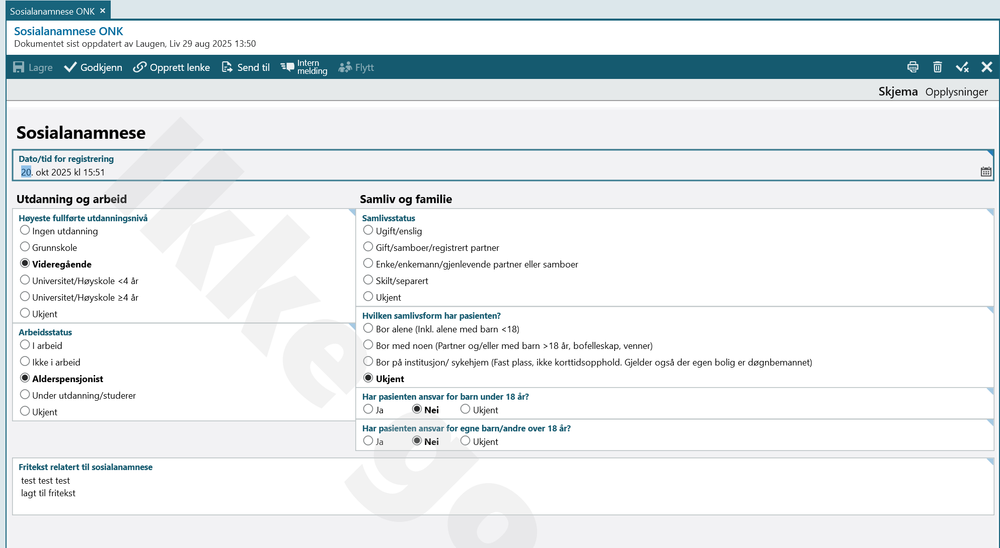 Sosialanamnese ONK
Sosialanamnese ONK
Dokumentet sist oppdatert av Laugen, Liv 29 aug 2025 13:50
Lagre Godkjenn Opprett lenke Send til Intern melding Flytt
Skjema Opplysninger
Sosialanamnese
Dato/tid for registrering
20. okt 2025 kl 15:51
Utdanning og arbeid
Høyeste fullførte utdanningsnivå
Ingen utdanning
Grunnskole
Videregående
Universitet/Høyskole <4 år
Universitet/Høyskole ≥4 år
Ukjent
Arbeidsstatus
I arbeid
Ikke i arbeid
Alderspensjonist
Under utdanning/studerer
Ukjent
Samliv og familie
Samlivsstatus
Ugift/enslig
Gift/samboer/registrert partner
Enke/enkemann/gjenlevende partner eller samboer
Skilt/separert
Ukjent
Hvilken samlivsform har pasienten?
Bor alene (Inkl. alene med barn <18)
Bor med noen (Partner og/eller med barn >18 år, bofelleskap, venner)
Bor på institusjon/ sykehjem (Fast plass, ikke korttidsopphold. Gjelder også der egen bolig er døgnbemannet)
Ukjent
Har pasienten ansvar for barn under 18 år?
Ja Nei Ukjent
Har pasienten ansvar for egne barn/andre over 18 år?
Ja Nei Ukjent
Fritekst relatert til sosialanamnese
test test test
lagt til fritekst
Ikke